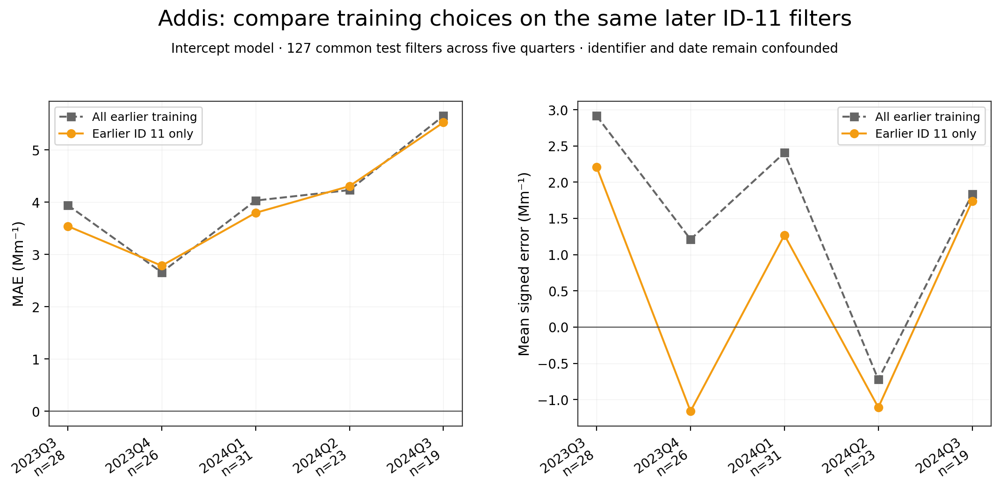 Addis: compare training choices on the same later ID-11 filters
Intercept model · 127 common test filters across five quarters · identifier and date remain confounded
All earlier training
Earlier ID 11 only
MAE (Mm⁻¹)
5
4
3
2
1
0
2023Q3
n=28
2023Q4
n=26
2024Q1
n=31
2024Q2
n=23
2024Q3
n=19
All earlier training
Earlier ID 11 only
Mean signed error (Mm⁻¹)
3.0
2.5
2.0
1.5
1.0
0.5
0.0
−0.5
−1.0
2023Q3
n=28
2023Q4
n=26
2024Q1
n=31
2024Q2
n=23
2024Q3
n=19